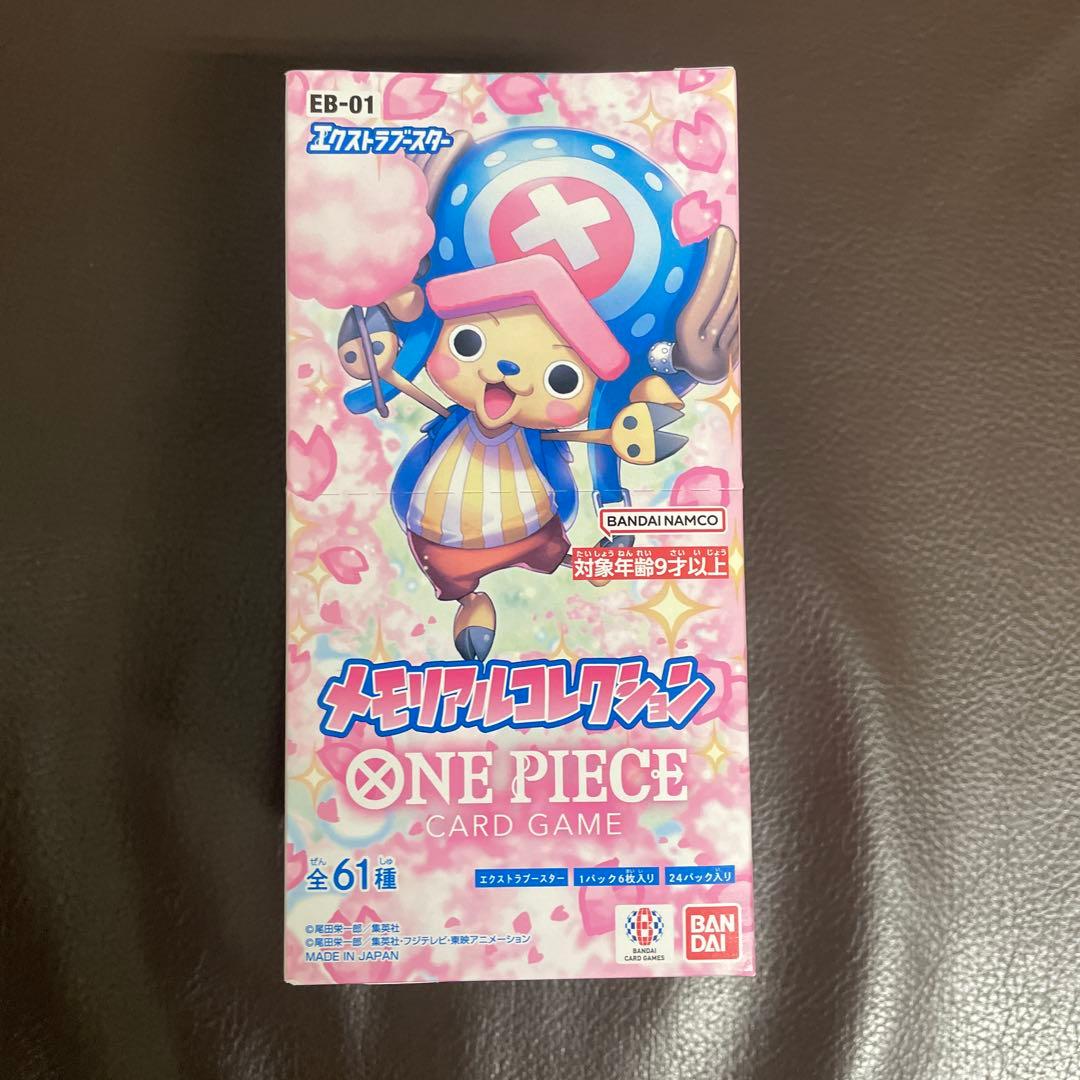 EB-01
エクストラブースター
BANDAI NAMCO
たいしょうねんれい さいいじょう
対象年齢9才以上
メモリアルコレクション
ONE PIECE
CARD GAME
ぜん しゅ
全61種
エクストラブースター
まいい
1パック6枚入り
い
24パック入り
©尾田栄一郎/集英社
©尾田栄一郎/集英社・フジテレビ・東映アニメーション
MADE IN JAPAN
BANDAI
CARD GAMES
BAN
DAI